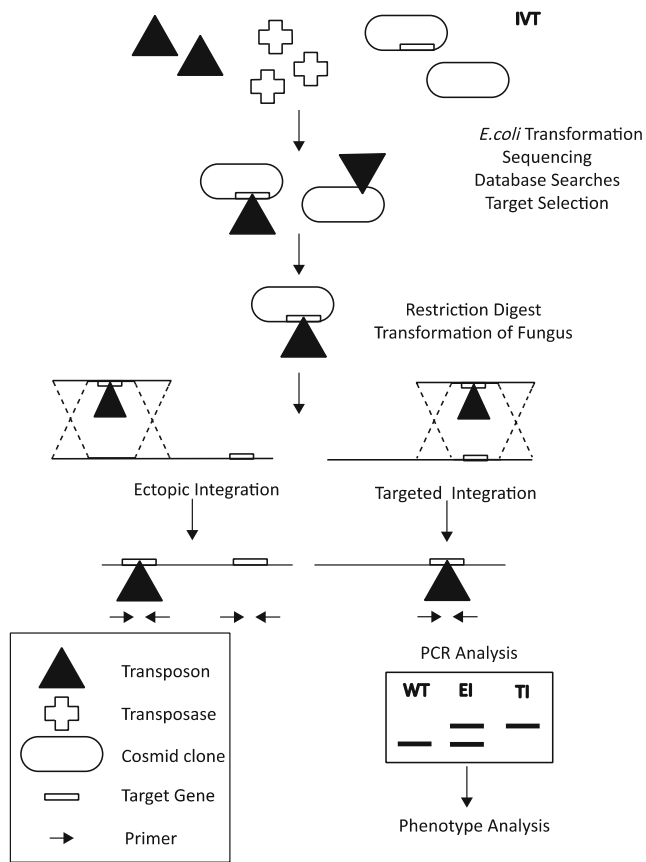 IVT
E.coli Transformation
Sequencing
Database Searches
Target Selection
Restriction Digest
Transformation of Fungus
Ectopic Integration
Targeted Integration
PCR Analysis
WT EI TI
Phenotype Analysis
Transposon
Transposase
Cosmid clone
Target Gene
Primer